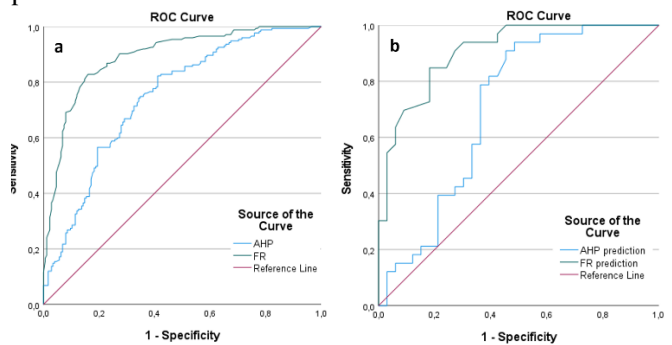 ROC Curve
a
1,0
0,8
0,6
0,4
0,2
0,0
Sensitivity
0,0 0,2 0,4 0,6 0,8 1,0
1 - Specificity
Source of the
Curve
AHP
FR
Reference Line
ROC Curve
b
1,0
0,8
0,6
0,4
0,2
0,0
Sensitivity
0,0 0,2 0,4 0,6 0,8 1,0
1 - Specificity
Source of the
Curve
AHP prediction
FR prediction
Reference Line